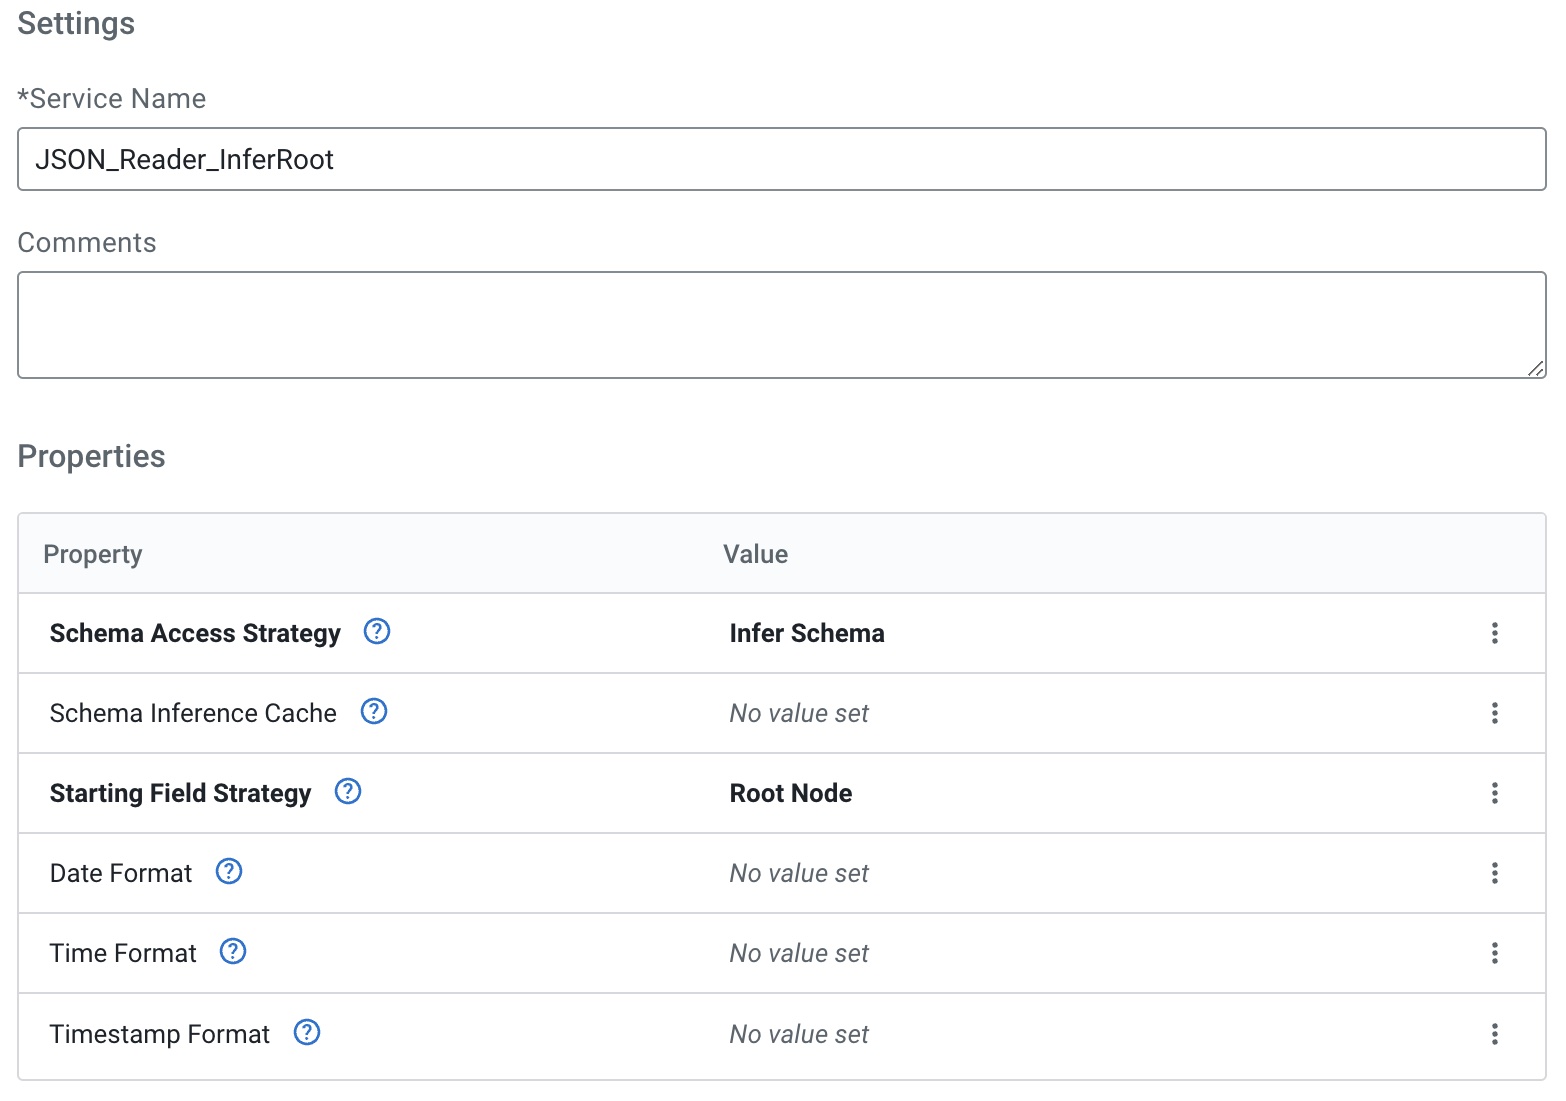 Settings
*Service Name
JSON_Reader_InferRoot
Comments
Properties
Property Value
Schema Access Strategy ? Infer Schema
Schema Inference Cache ? No value set
Starting Field Strategy ? Root Node
Date Format ? No value set
Time Format ? No value set
Timestamp Format ? No value set